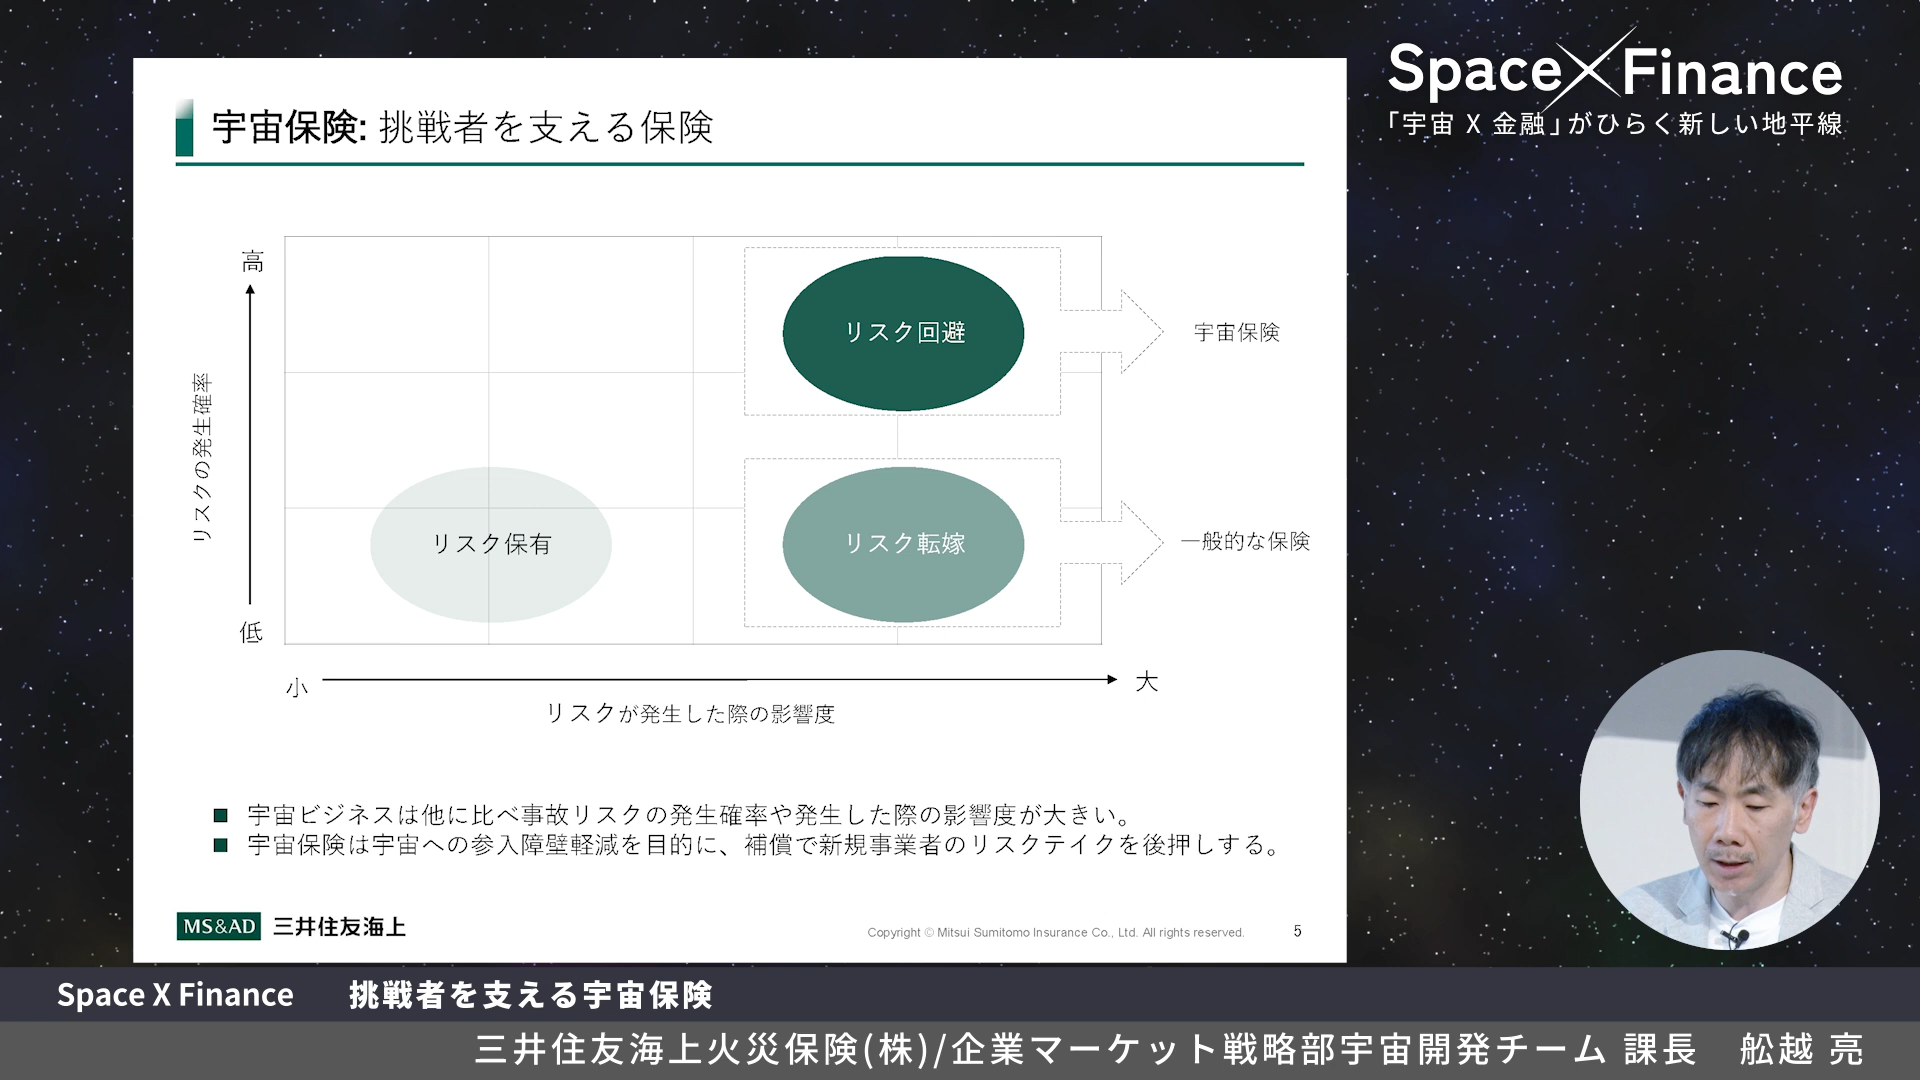 Space X Finance
「宇宙 X 金融」がひらく新しい地平線
宇宙保険: 挑戦者を支える保険
高
リスクの発生確率
低
リスク回避
宇宙保険
リスク保有
リスク転嫁
一般的な保険
小
大
リスクが発生した際の影響度
宇宙ビジネスは他に比べ事故リスクの発生確率や発生した際の影響度が大きい。
宇宙保険は宇宙への参入障壁軽減を目的に、補償で新規事業者のリスクテイクを後押しする。
MS&AD 三井住友海上
Copyright © Mitsui Sumitomo Insurance Co., Ltd. All rights reserved.
5
Space X Finance 挑戦者を支える宇宙保険
三井住友海上火災保険(株)/企業マーケット戦略部宇宙開発チーム 課長 舩越 亮